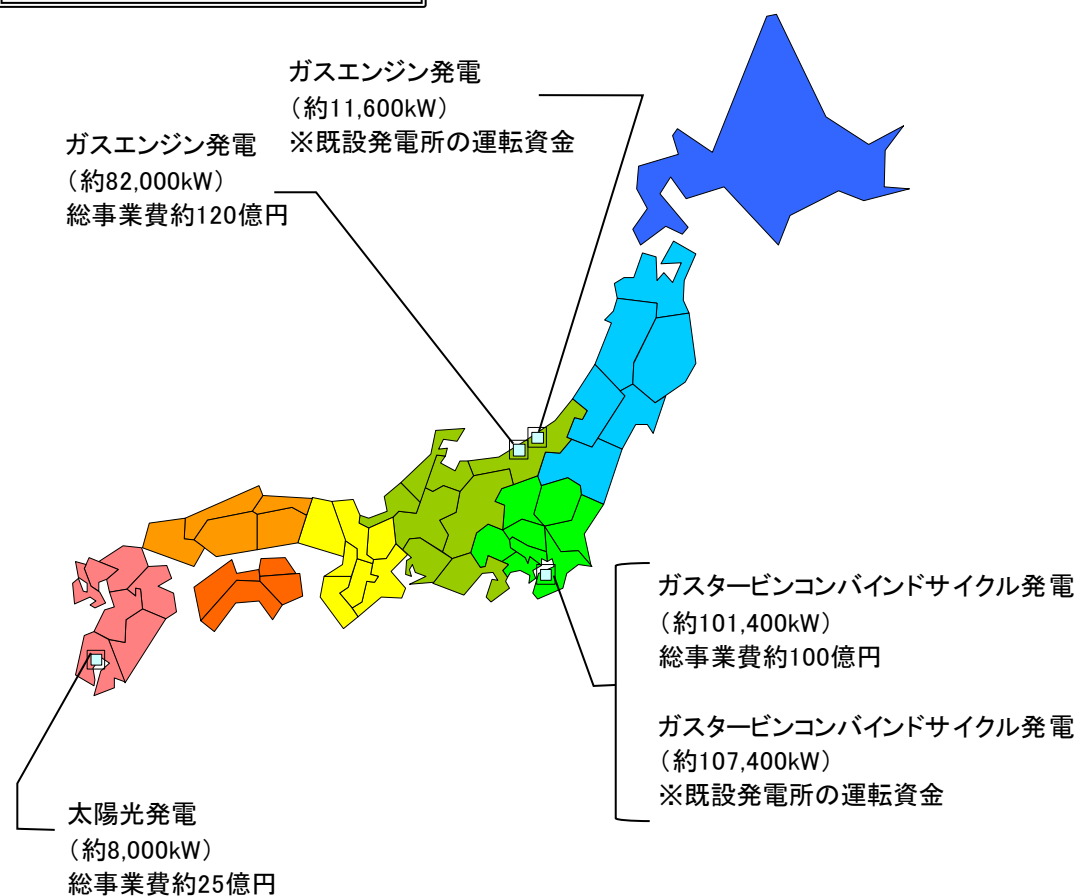 ガスエンジン発電
（約11,600kW）
※既設発電所の運転資金
ガスエンジン発電
（約82,000kW）
総事業費約120億円
ガスタービンコンバインドサイクル発電
（約101,400kW）
総事業費約100億円
ガスタービンコンバインドサイクル発電
（約107,400kW）
※既設発電所の運転資金
太陽光発電
（約8,000kW）
総事業費約25億円